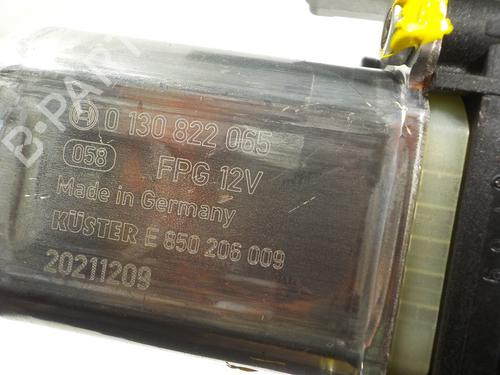 0 130 822 065
058 FPG 12V
Made in Germany
KÜSTER E 850 206 009
20211209
B-PARTS